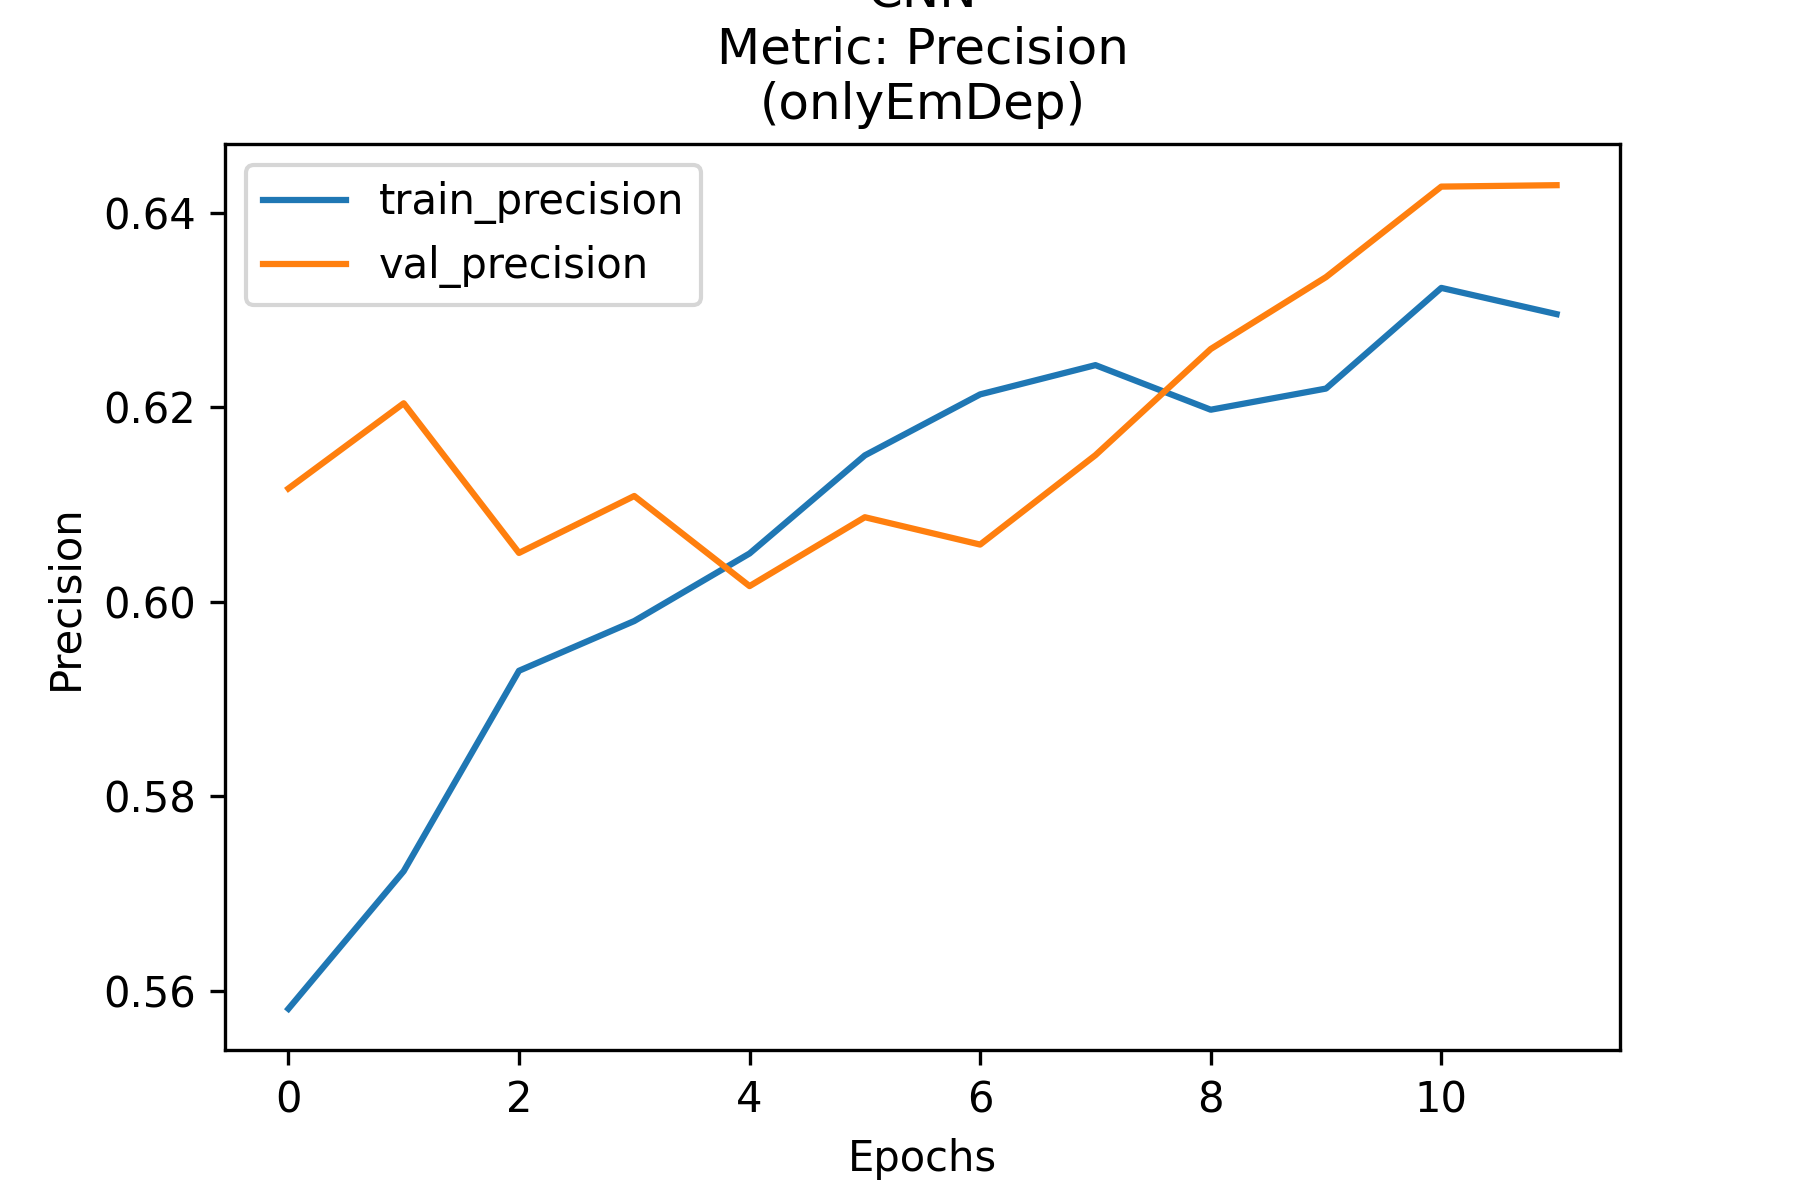 CNN
Metric: Precision
(onlyEmDep)
train_precision
val_precision
0.64
0.62
0.60
0.58
0.56
Precision
0 2 4 6 8 10
Epochs